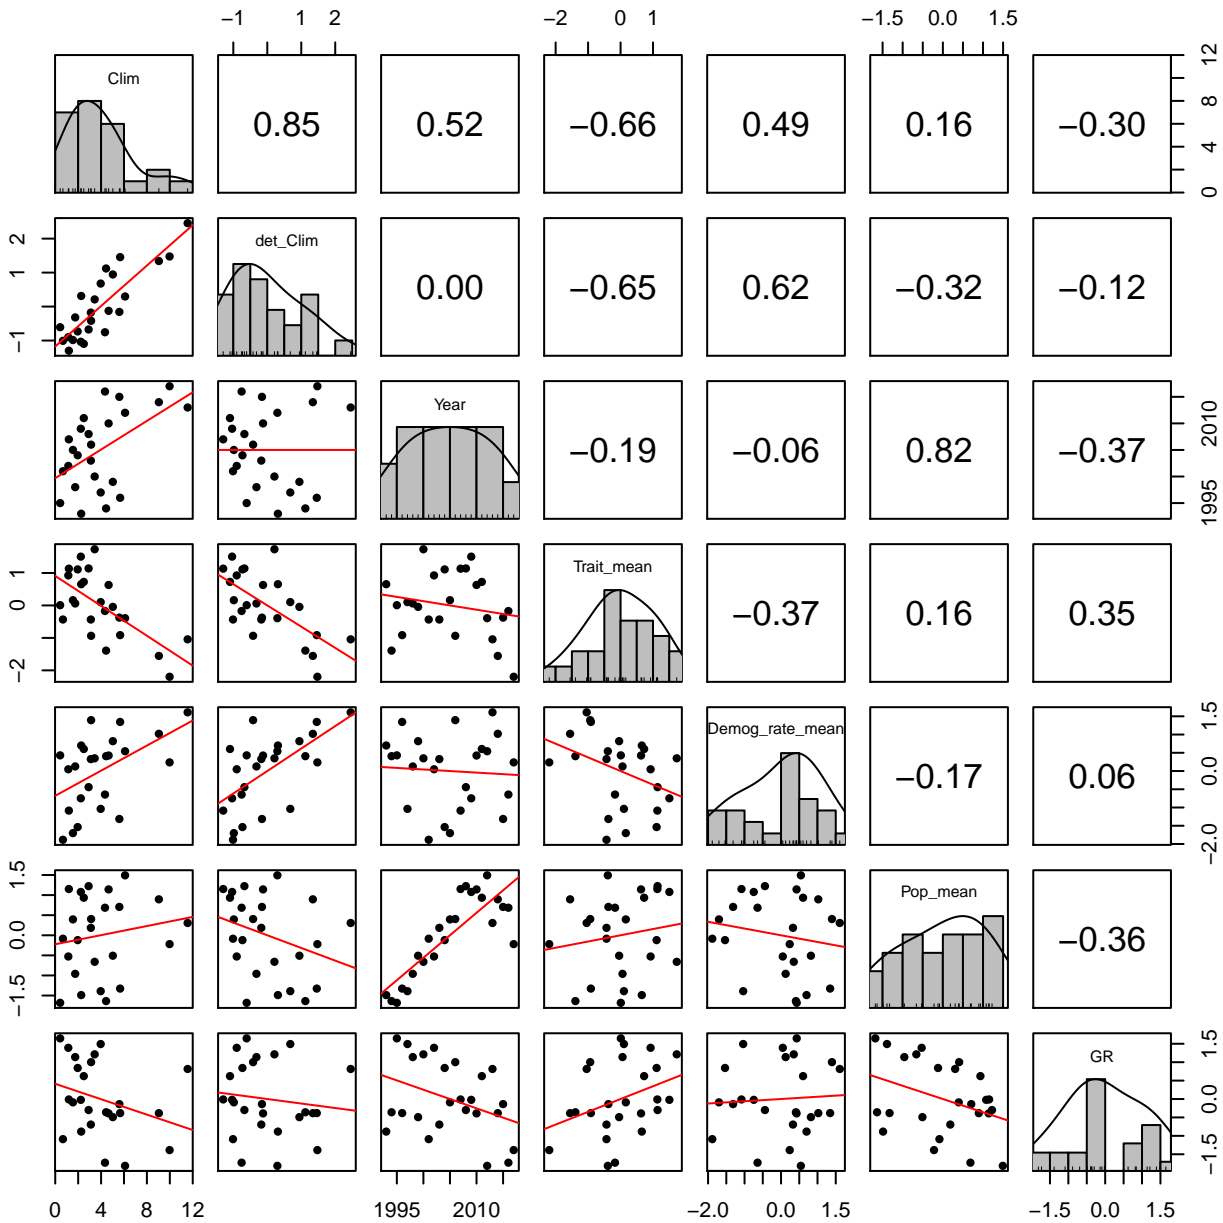 −1 1 2 −2 0 1 −1.5 0.0 1.5
Clim 0.85 0.52 −0.66 0.49 0.16 −0.30 0 4 8 12
−1 1 2 det_Clim 0.00 −0.65 0.62 −0.32 −0.12
Year −0.19 −0.06 0.82 −0.37 1995 2010
−2 0 1 Trait_mean −0.37 0.16 0.35
Demog_rate_mean −0.17 0.06 −2.0 0.0 1.5
−1.5 0.0 1.5 Pop_mean −0.36
GR −1.5 0.0 1.5
0 4 8 12 1995 2010 −2.0 0.0 1.5 −1.5 0.0 1.5